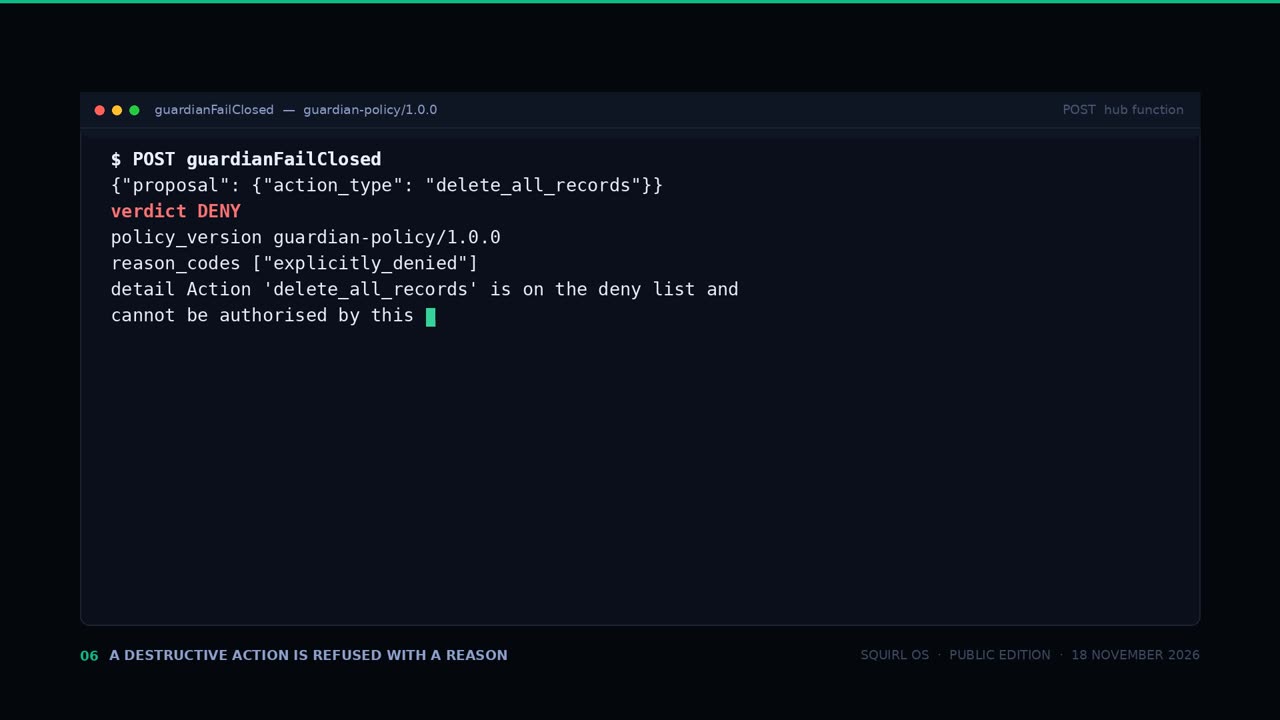 guardianFailClosed — guardian-policy/1.0.0
POST hub function
$ POST guardianFailClosed
{"proposal": {"action_type": "delete_all_records"}}
verdict DENY
policy_version guardian-policy/1.0.0
reason_codes ["explicitly_denied"]
detail Action 'delete_all_records' is on the deny list and
cannot be authorised by this
06 A DESTRUCTIVE ACTION IS REFUSED WITH A REASON
SQUIRL OS · PUBLIC EDITION · 18 NOVEMBER 2026